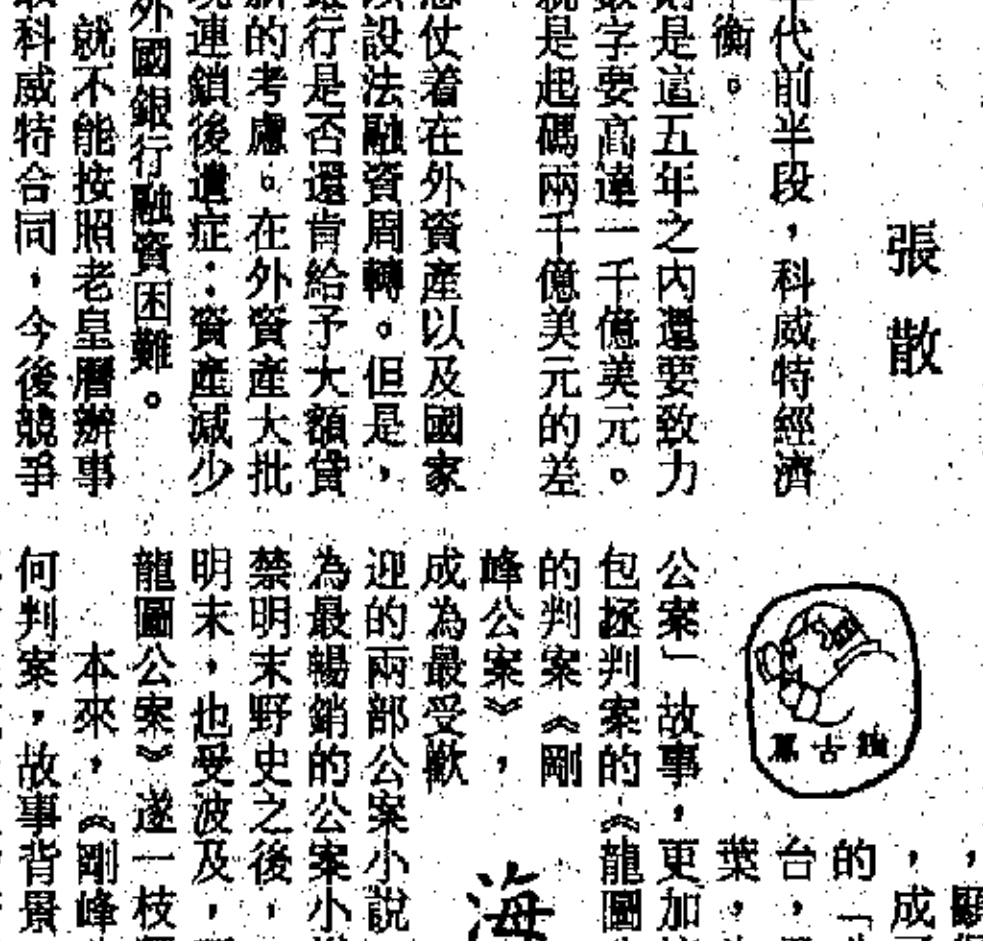 張散
年代前半段，科威特經濟
衡。
則是這五年之內還要致力
數字要高達一千億美元。
就是起碼兩千億美元的差
仗着在外資產以及國家
設法融資周轉。但是，
銀行是否還肯給予大額貸
新的考慮。在外資產大批
連鎖後遺症：資產減少
外國銀行融資困難。
就不能按照老皇曆辦事
科威特合同，今後競爭
，成
的「
台，
葉，
公案」故事，更加
包拯判案的《龍圖
的判案《剛
峰公案》，
成為最受歡
迎的兩部公案小說
為最暢銷的公案小
禁明末野史之後，
明末，也受波及，
龍圖公案》遂一枝
本來，《剛峰
何判案，故事背景
海